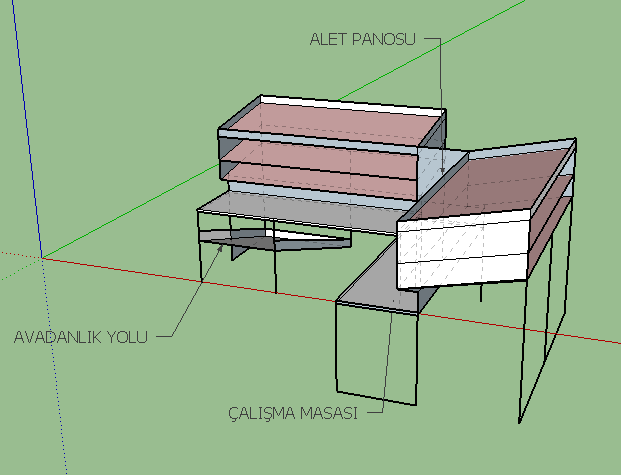 ALET PANOSU
AVADANLIK YOLU
ÇALIŞMA MASASI